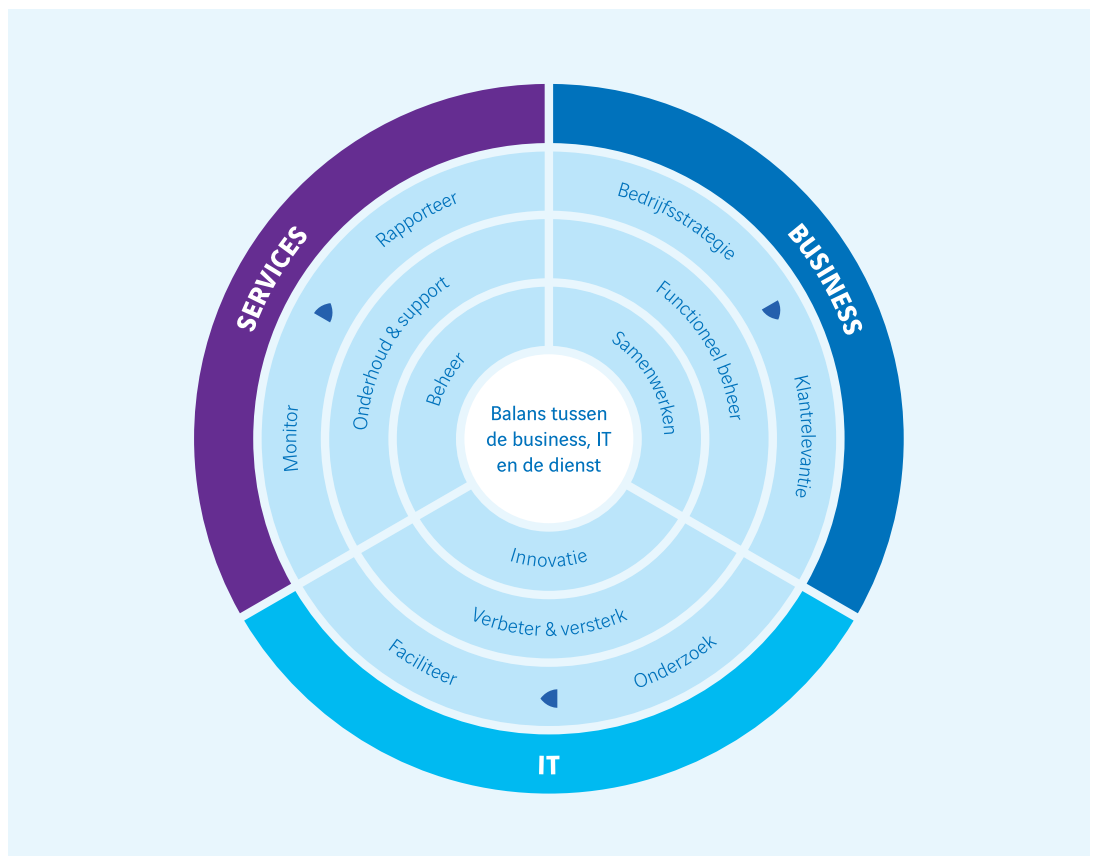 SERVICES
BUSINESS
IT
Rapporteer
Monitor
Onderhoud & support
Beheer
Bedrijfsstrategie
Klantrelevantie
Functioneel beheer
Samenwerken
Balans tussen
de business, IT
en de dienst
Innovatie
Verbeter & versterk
Faciliteer
Onderzoek